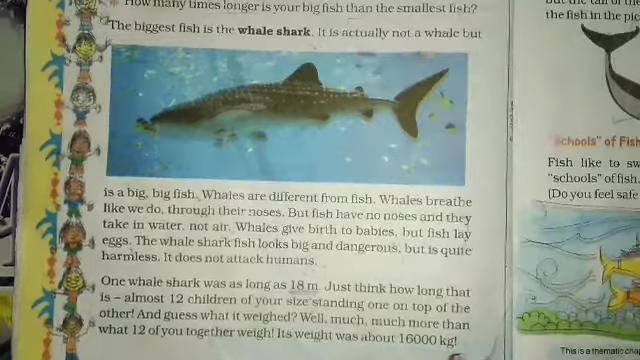 How many times longer is your big fish than the smallest fish?
The biggest fish is the whale shark. It is actually not a whale but
is a big, big fish. Whales are different from fish. Whales breathe
like we do, through their noses. But fish have no noses and they
take in water, not air. Whales give birth to babies, but fish lay
eggs. The whale shark fish looks big and dangerous, but is quite
harmless. It does not attack humans.
One whale shark was as long as 18 m. Just think how long that
is – almost 12 children of your size standing one on top of the
other! And guess what it weighed? Well, much, much more than
what 12 of you together weigh! Its weight was about 16000 kg!
the fish in the
Schools" of Fish
Fish like to
"schools" of fish.
(Do you feel safe
This is a thematic